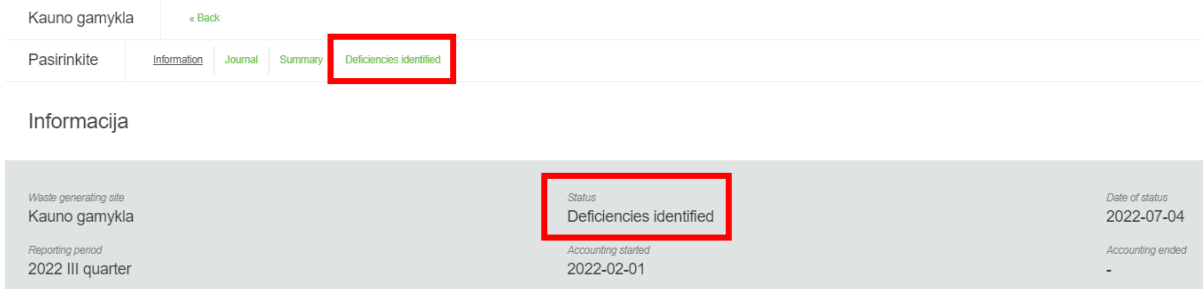 Kauno gamykla « Back
Pasirinkite Information Journal Summary Deficiencies identified
Informacija
Waste generating site Status Date of status
Kauno gamykla Deficiencies identified 2022-07-04
Reporting period Accounting started Accounting ended
2022 III quarter 2022-02-01 -